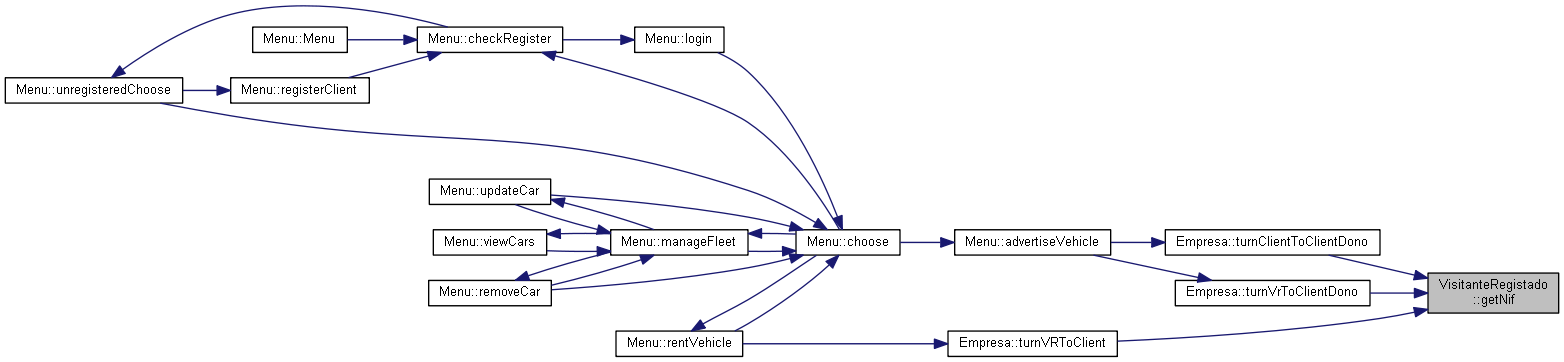 Menu::Menu
Menu::checkRegister
Menu::login
Menu::unregisteredChoose
Menu::registerClient
Menu::updateCar
Menu::viewCars
Menu::manageFleet
Menu::choose
Menu::advertiseVehicle
Empresa::turnClientToClientDono
Menu::removeCar
Empresa::turnVrToClientDono
VisitanteRegistado
::getNif
Menu::rentVehicle
Empresa::turnVRToClient